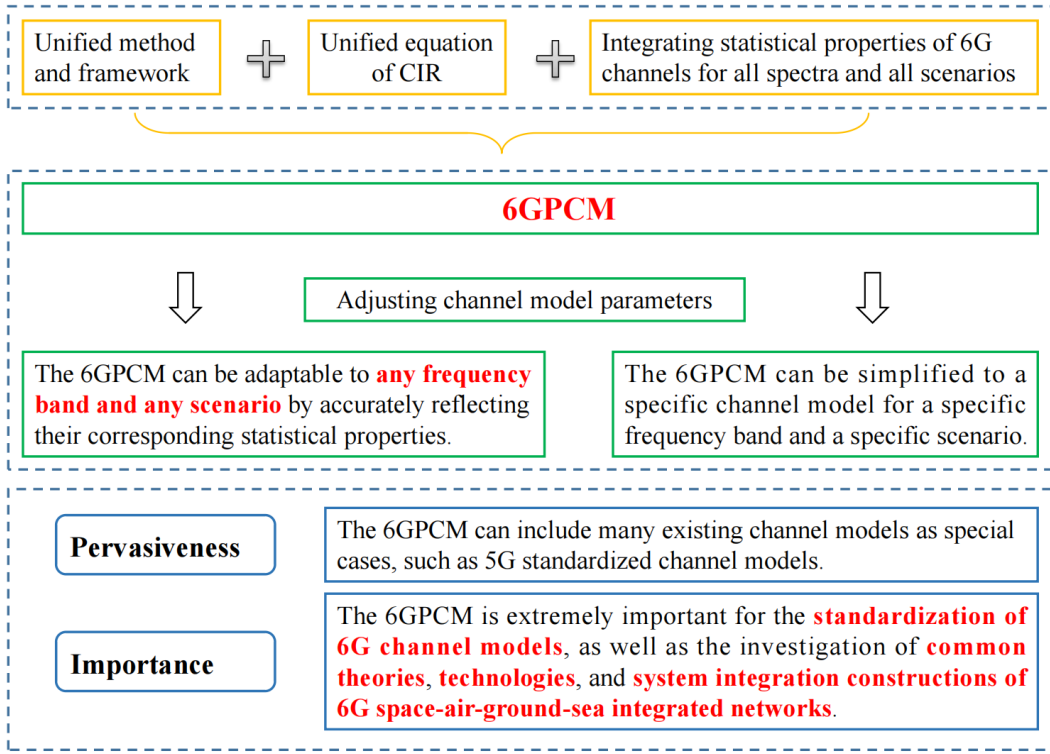 Unified method
and framework
Unified equation
of CIR
Integrating statistical properties of 6G
channels for all spectra and all scenarios
6GPCM
Adjusting channel model parameters
The 6GPCM can be adaptable to any frequency
band and any scenario by accurately reflecting
their corresponding statistical properties.
The 6GPCM can be simplified to a
specific channel model for a specific
frequency band and a specific scenario.
Pervasiveness
The 6GPCM can include many existing channel models as special
cases, such as 5G standardized channel models.
Importance
The 6GPCM is extremely important for the standardization of
6G channel models, as well as the investigation of common
theories, technologies, and system integration constructions of
6G space-air-ground-sea integrated networks.